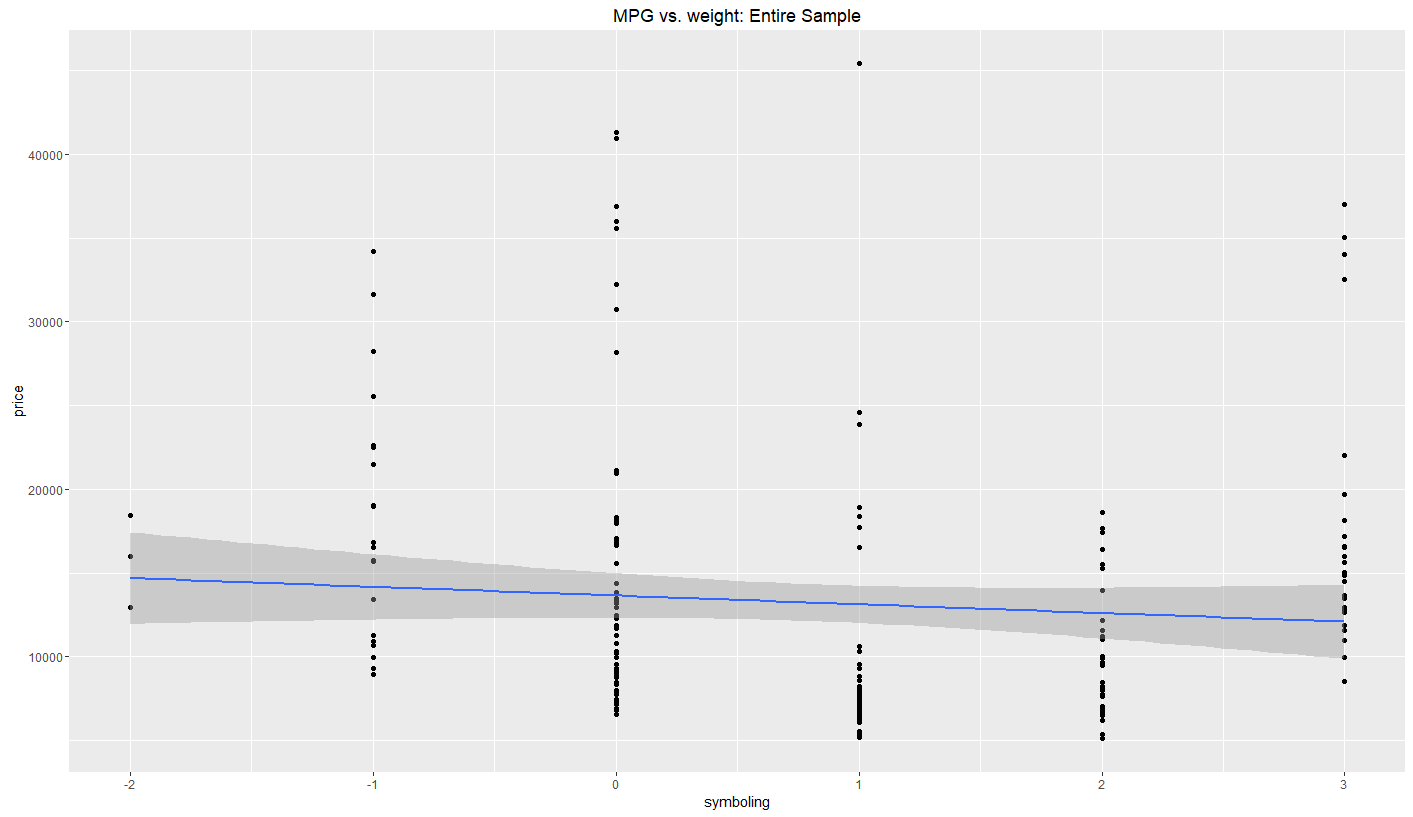 MPG vs. weight: Entire Sample
price
40000
30000
20000
10000
-2 -1 0 1 2 3
symboling